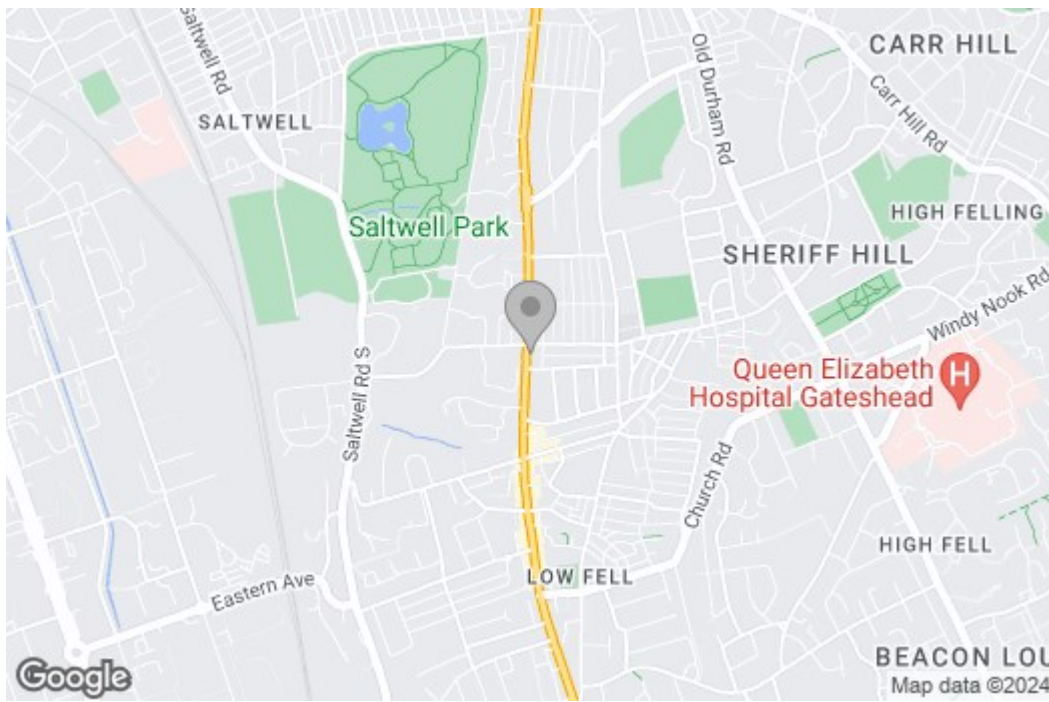 CARR HILL
Saltwell Rd
Old Durham Rd
Carr Hill Rd
SALTWELL
HIGH FELLING
Saltwell Park
SHERIFF HILL
Windy Nook Rd
Queen Elizabeth
Hospital Gateshead
H
Saltwell Rd S
Church Rd
HIGH FELL
LOW FELL
Eastern Ave
BEACON LOU
Google
Map data ©2024